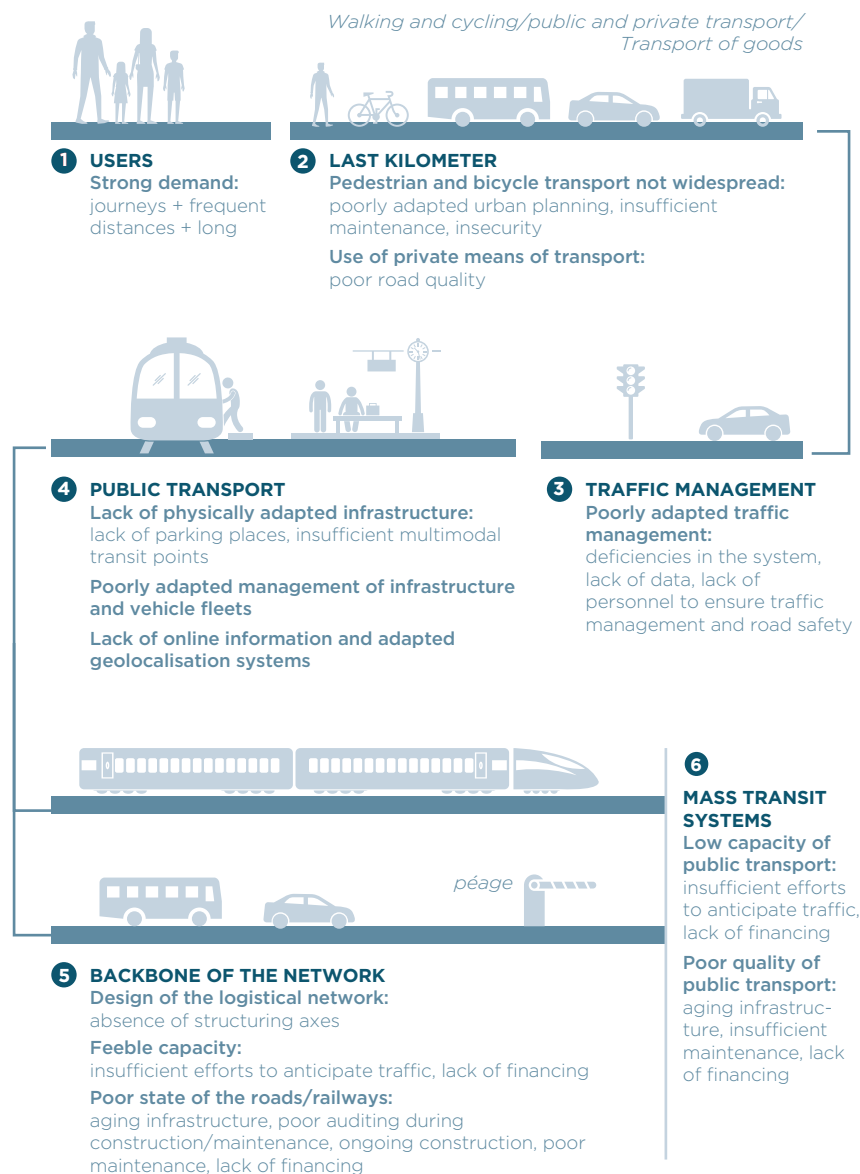 Walking and cycling/public and private transport/
Transport of goods
1 USERS
Strong demand:
journeys + frequent
distances + long
2 LAST KILOMETER
Pedestrian and bicycle transport not widespread:
poorly adapted urban planning, insufficient
maintenance, insecurity
Use of private means of transport:
poor road quality
3 TRAFFIC MANAGEMENT
Poorly adapted traffic
management:
deficiencies in the system,
lack of data, lack of
personnel to ensure traffic
management and road safety
4 PUBLIC TRANSPORT
Lack of physically adapted infrastructure:
lack of parking places, insufficient multimodal
transit points
Poorly adapted management of infrastructure
and vehicle fleets
Lack of online information and adapted
geolocalisation systems
péage
5 BACKBONE OF THE NETWORK
Design of the logistical network:
absence of structuring axes
Feeble capacity:
insufficient efforts to anticipate traffic, lack of financing
Poor state of the roads/railways:
aging infrastructure, poor auditing during
construction/maintenance, ongoing construction, poor
maintenance, lack of financing
6
MASS TRANSIT
SYSTEMS
Low capacity of
public transport:
insufficient efforts
to anticipate traffic,
lack of financing
Poor quality of
public transport:
aging infrastruc-
ture, insufficient
maintenance, lack
of financing